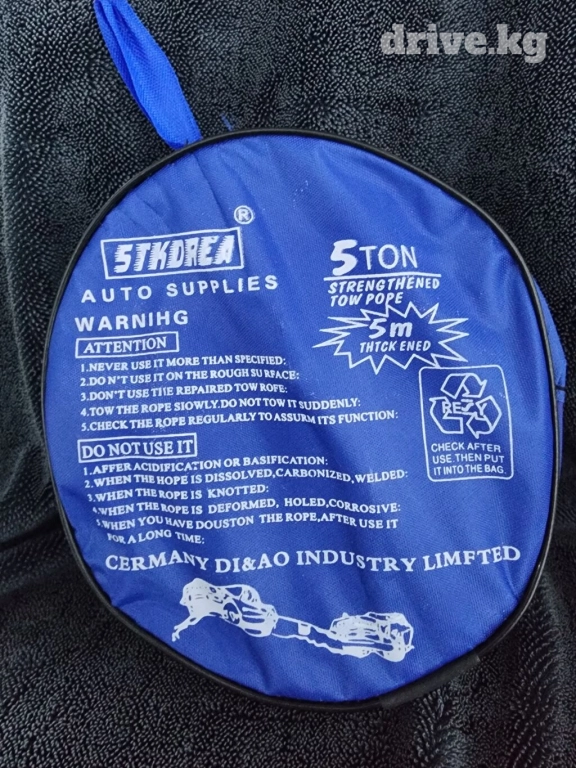 drive.kg
®
STKDREA
AUTO SUPPLIES
WARNIHG
ATTENTION
1.NEVER USE IT MORE THAN SPECIFIED:
2.DO N'T USE IT ON THE ROUGH SURFACE:
3.DON'T USE THE REPAIRED TOW ROFE:
4.TOW THE ROPE SIOWLY.DO NOT TOW IT SUDDENLY:
5.CHECK THE ROPE REGULARLY TO ASSURM ITS FUNCTION:
DO NOT USE IT
1.AFFER ACIDIFICATION OR BASIFICATION:
2.WHEN THE HOPE IS DISSOLVED,CARBONIZED,WELDED:
3.WHEN THE ROPE IS KNOTTED:
4.WHEN THE ROPE IS DEFORMED, HOLED,CORROSIVE:
5.WHEN YOU HAVE DOUSTON THE ROPE,AFTER USE IT
FOR A LONG TIME:
5TON
STRENGTHENED
TOW POPE
5m
THTCK ENED
REZY
CHECK AFTER
USE.THEN PUT
IT INTO THE BAG.
CERMANY DI&AO INDUSTRY LIMFTED